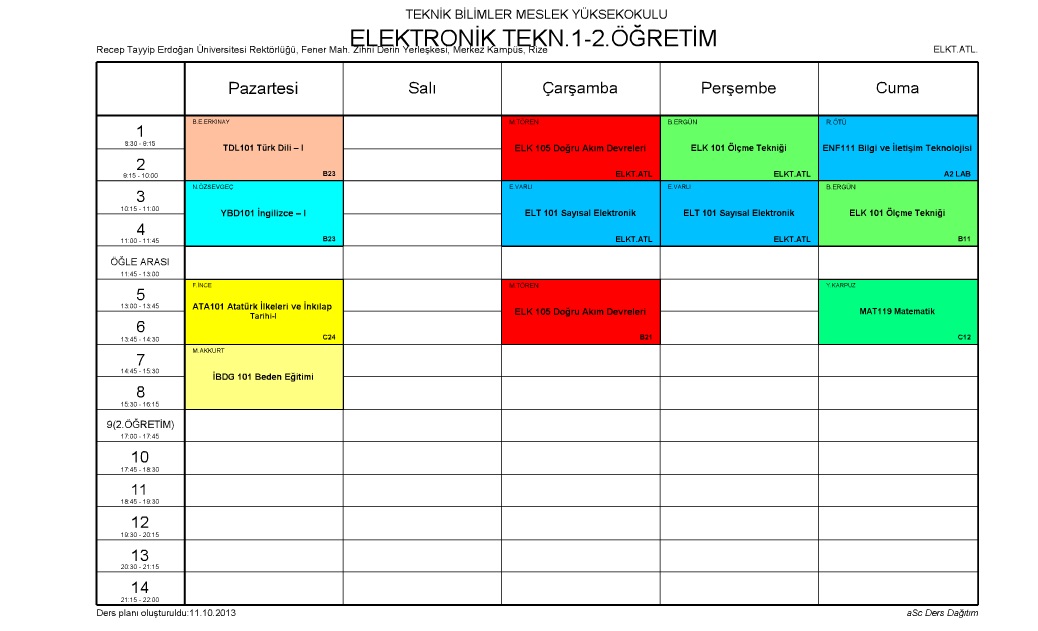 TEKNİK BİLİMLER MESLEK YÜKSEKOKULU
ELEKTRONİK TEKN.1-2.ÖĞRETİM
Recep Tayyip Erdoğan Üniversitesi Rektörlüğü, Fener Mah. Zihni Derin Yerleşkesi, Merkez Kampüs, Rize
ELKT.ATL.
Pazartesi Salı Çarşamba Perşembe Cuma
1
8:30 - 9:15
2
9:15 - 10:00
B.E.ERKINAY
TDL101 Türk Dili – I
B23
M.TÖREN
ELK 105 Doğru Akım Devreleri
ELKT.ATL
B.ERGÜN
ELK 101 Ölçme Tekniği
ELKT.ATL
R.ÖTÜ
ENF111 Bilgi ve İletişim Teknolojisi
A2 LAB
3
10:15 - 11:00
4
11:00 - 11:45
N.ÖZSEVGEÇ
YBD101 İngilizce – I
B23
E.VARLI
ELT 101 Sayısal Elektronik
ELKT.ATL
E.VARLI
ELT 101 Sayısal Elektronik
ELKT.ATL
B.ERGÜN
ELK 101 Ölçme Tekniği
B11
ÖĞLE ARASI
11:45 - 13:00
5
13:00 - 13:45
6
13:45 - 14:30
F.İNCE
ATA101 Atatürk İlkeleri ve İnkılap
Tarihi-I
C24
M.TÖREN
ELK 105 Doğru Akım Devreleri
B21
Y.KARPUZ
MAT119 Matematik
C12
7
14:45 - 15:30
8
15:30 - 16:15
M.AKKURT
İBDG 101 Beden Eğitimi
9(2.ÖĞRETİM)
17:00 - 17:45
10
17:45 - 18:30
11
18:45 - 19:30
12
19:30 - 20:15
13
20:30 - 21:15
14
21:15 - 22:00
Ders planı oluşturuldu:11.10.2013
aSc Ders Dağıtım